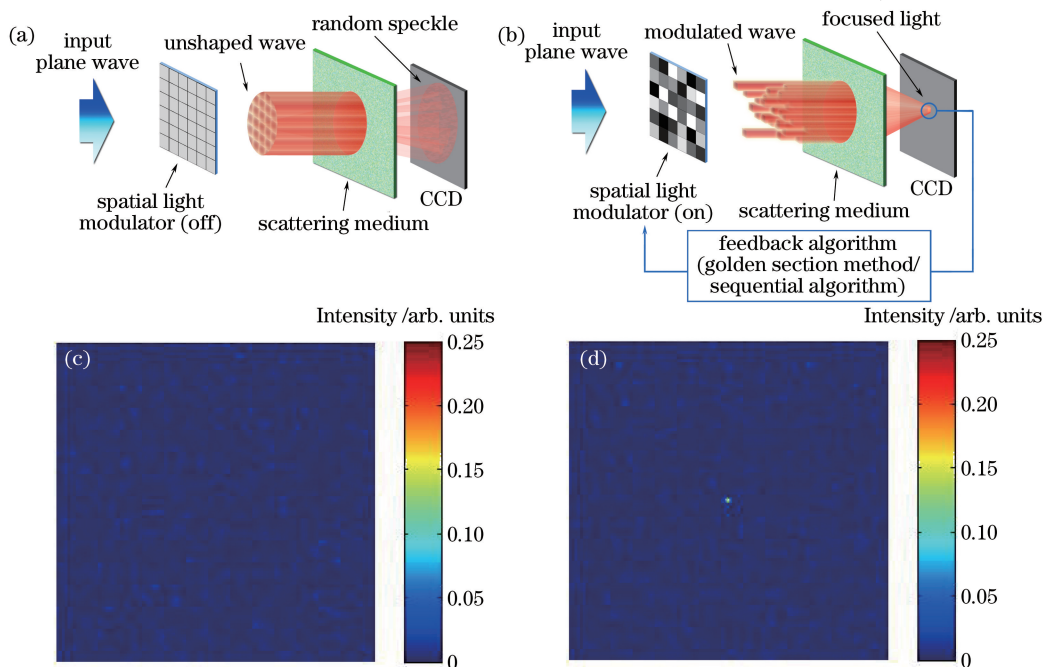 (a)
input
plane wave
unshaped wave
random speckle
spatial light
modulator (off)
scattering medium
CCD
(b)
input
plane wave
modulated wave
focused light
spatial light
modulator (on)
scattering medium
CCD
feedback algorithm
(golden section method/
sequential algorithm)
Intensity /arb. units
(c)
0.25
0.20
0.15
0.10
0.05
0
Intensity /arb. units
(d)
0.25
0.20
0.15
0.10
0.05
0